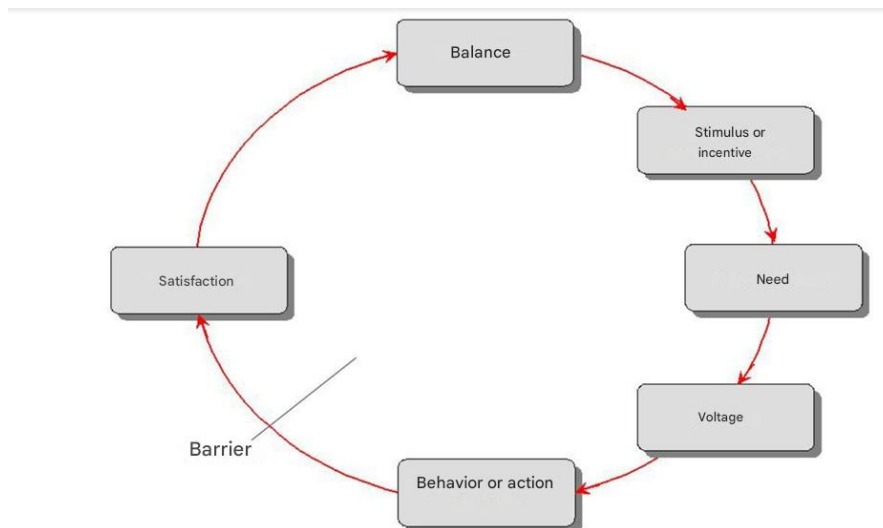 Balance
Stimulus or
incentive
Need
Voltage
Behavior or action
Barrier
Satisfaction